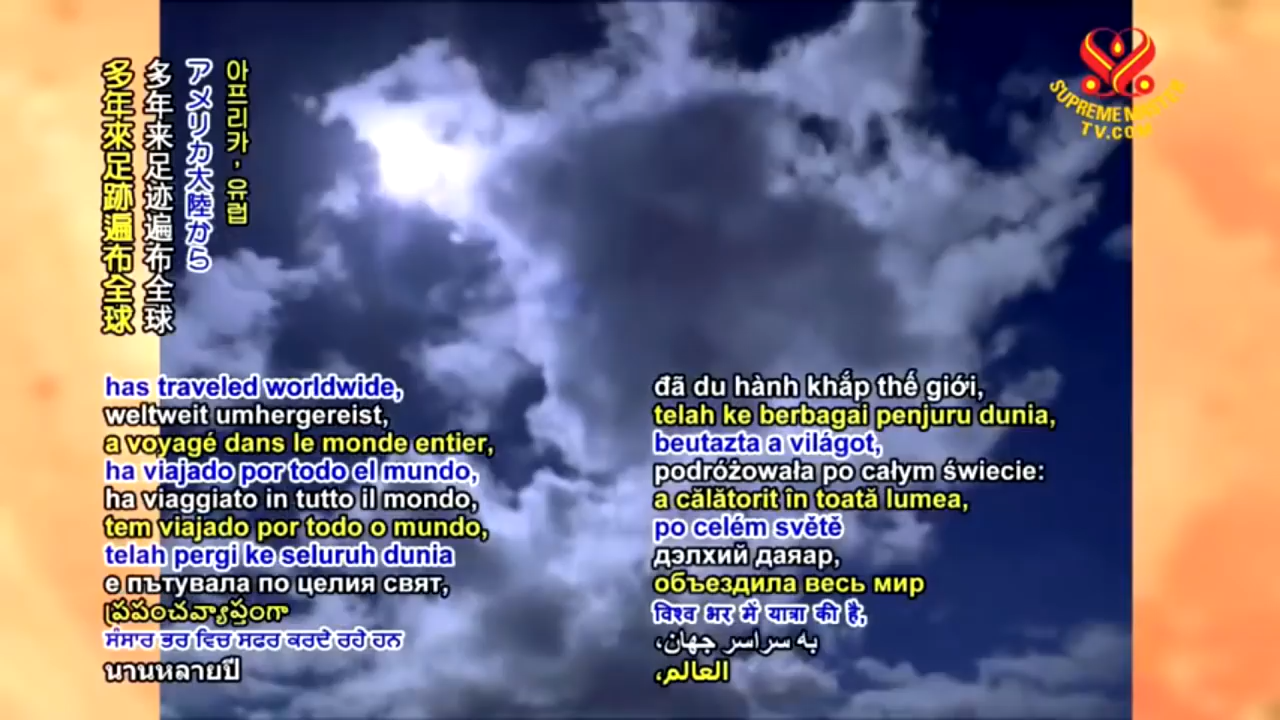 아프리카, 유럽
アメリカ大陸から
多年来足迹遍布全球
多年來足跡遍布全球
SUPREME MASTER
TV.COM
has traveled worldwide,
weltweit umhergereist,
a voyagé dans le monde entier,
ha viajado por todo el mundo,
ha viaggiato in tutto il mondo,
tem viajado por todo o mundo,
telah pergi ke seluruh dunia
е пътувала по целия свят,
ప్రపంచవ్యాప్తంగా
ਸੰਸਾਰ ਭਰ ਵਿਚ ਸਫਰ ਕਰਦੇ ਰਹੇ ਹਨ
นานหลายปี
đã du hành khắp thế giới,
telah ke berbagai penjuru dunia,
beutazta a világot,
podróżowała po całym świecie:
a călătorit în toată lumea,
po celém světě
дэлхий даяар,
объездила весь мир
विश्व भर में यात्रा की है,
به سراسر جهان،
العالم،